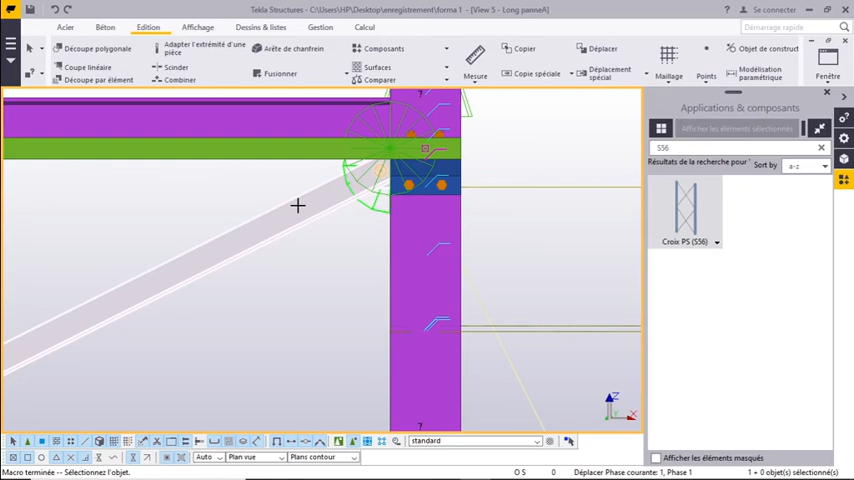 Tekla Structures - C:\Users\HP\Desktop\enregistrement\forma 1 - [View 5 - Long panneA]
Se connecter
Acier Béton Edition Affichage Dessins & listes Gestion Calcul
Recherche rapide
Découpe polygonale
Adapter l'extrémité d'une pièce
Arête de chanfrein
Composants
Copier
Déplacer
Object de construct
Coupe linéaire
Scinder
Surfaces
Découpe par élément
Combiner
Fusionner
Comparer
Mesure
Copie spéciale
Déplacement spécial
Maillage
Points
Modélisation paramétrique
Fenêtre
Applications & composants
Afficher les éléments sélectionnés
S56
Résultats de la recherche pour '
Sort by
a-z
Croix PS (S56)
Z
X
standard
Afficher les éléments masqués
Auto
Plan vue
Plans contour
Macro terminée -- Sélectionnez l'objet.
O S
0
Déplacer Phase courante: 1, Phase 1
1 + 0 objet(s) sélectionné(s)